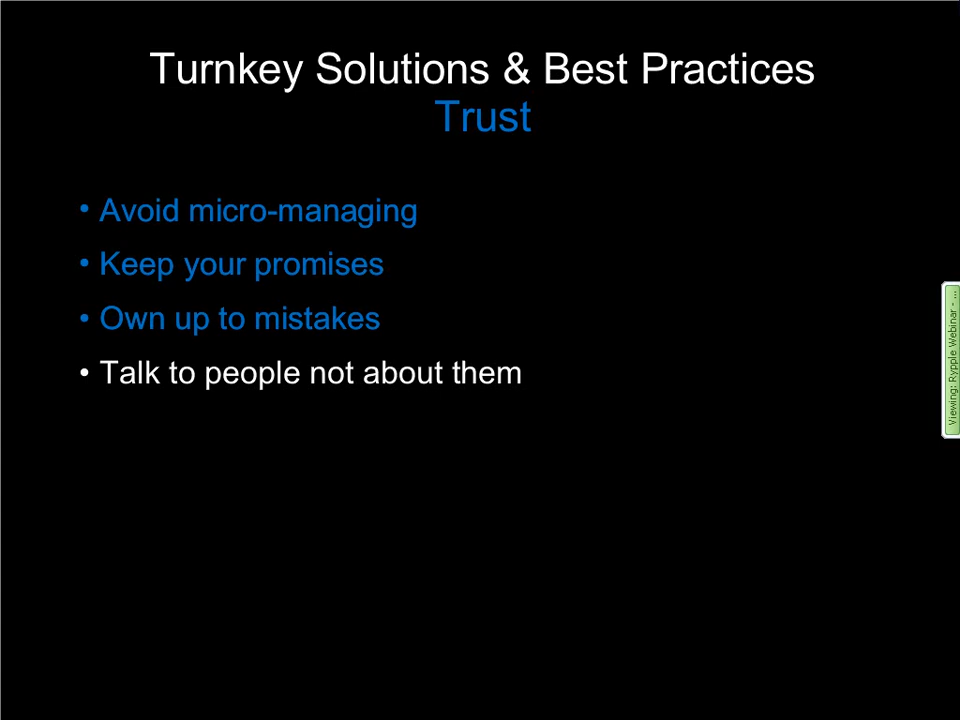 Turnkey Solutions & Best Practices
Trust
• Avoid micro-managing
• Keep your promises
• Own up to mistakes
• Talk to people not about them
Viewing: Rypple Webinar - ...